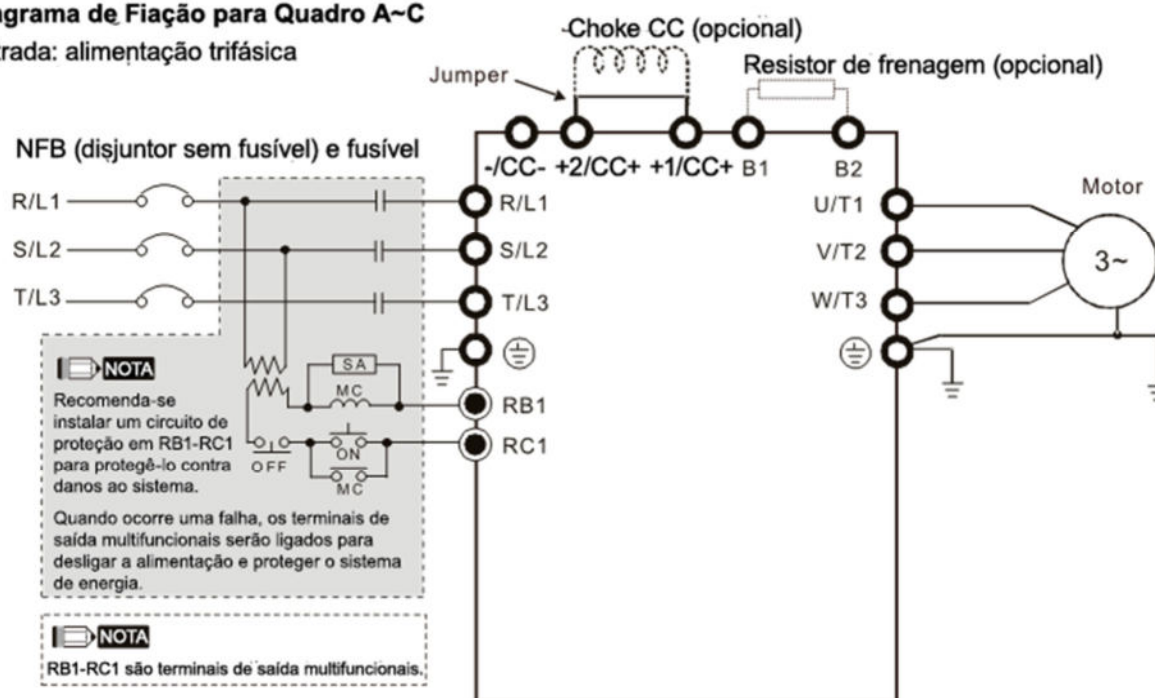 agrama de Fiação para Quadro A~C
trada: alimentação trifásica
Choke CC (opcional)
Jumper
Resistor de frenagem (opcional)
NFB (disjuntor sem fusível) e fusível
-/CC- +2/CC+ +1/CC+ B1 B2
R/L1 R/L1 U/T1
Motor
S/L2 S/L2 V/T2
3~
T/L3 T/L3 W/T3
NOTA
Recomenda-se
instalar um circuito de
proteção em RB1-RC1
para protegê-lo contra
danos ao sistema.
SA
MC
RB1
OFF
ON
MC
RC1
Quando ocorre uma falha, os terminais de
saída multifuncionais serão ligados para
desligar a alimentação e proteger o sistema
de energia.
NOTA
RB1-RC1 são terminais de saída multifuncionais.